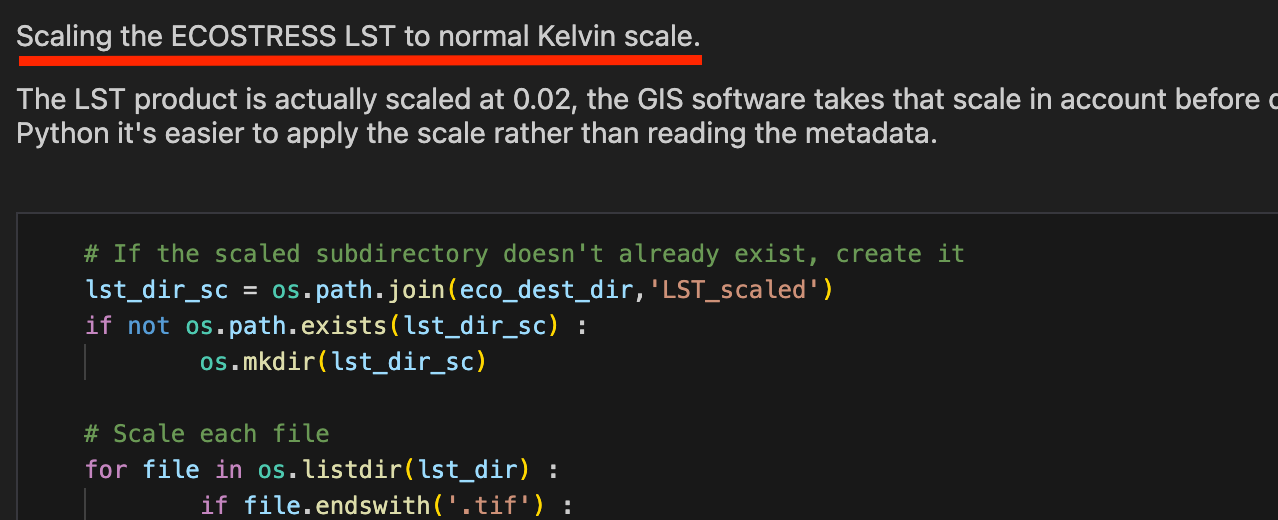 Scaling the ECOSTRESS LST to normal Kelvin scale.
The LST product is actually scaled at 0.02, the GIS software takes that scale in account before
Python it's easier to apply the scale rather than reading the metadata.
# If the scaled subdirectory doesn't already exist, create it
lst_dir_sc = os.path.join(eco_dest_dir,'LST_scaled')
if not os.path.exists(lst_dir_sc) :
os.mkdir(lst_dir_sc)
# Scale each file
for file in os.listdir(lst_dir) :
if file.endswith('.tif') :